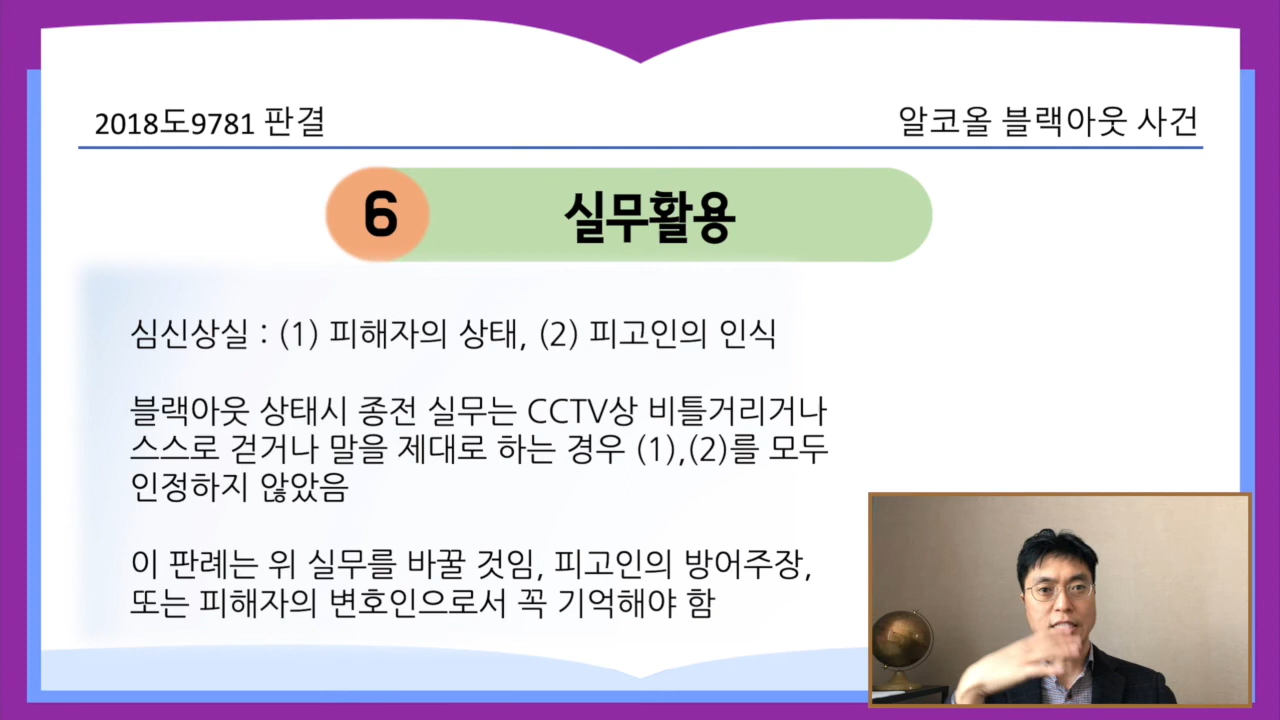 2018도9781 판결
알코올 블랙아웃 사건
6 실무활용
심신상실 : (1) 피해자의 상태, (2) 피고인의 인식
블랙아웃 상태시 종전 실무는 CCTV상 비틀거리거나
스스로 걷거나 말을 제대로 하는 경우 (1),(2)를 모두
인정하지 않았음
이 판례는 위 실무를 바꿀 것임, 피고인의 방어주장,
또는 피해자의 변호인으로서 꼭 기억해야 함